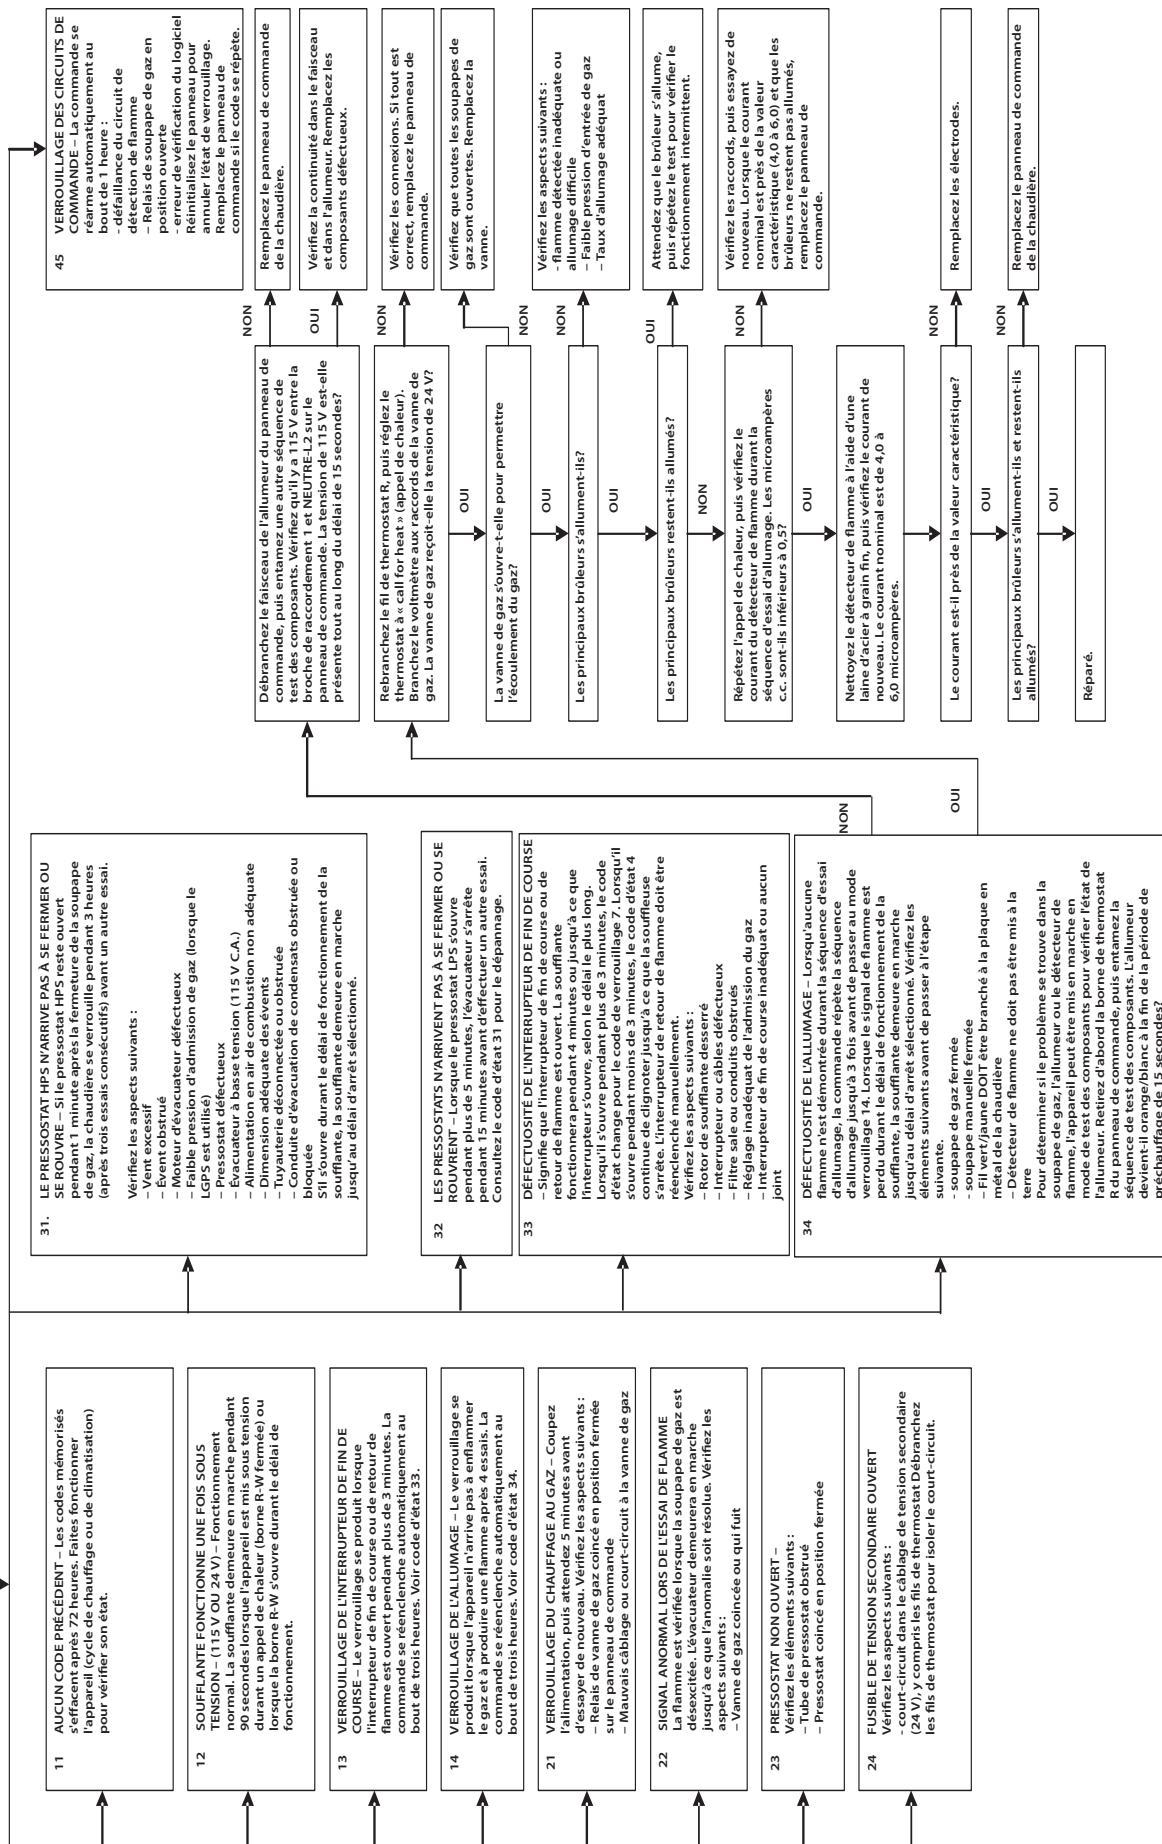 11 AUCUN CODE PRÉCÉDENT – Les codes mémorisés
s'effacent après 72 heures. Faites fonctionner
l'appareil (cycle de chauffage ou de climatisation)
pour vérifier son état.
12 SOUFFLANTE FONCTIONNE UNE FOIS SOUS
TENSION – (115 V OU 24 V) – Fonctionnement
normal. La soufflante demeure en marche pendant
90 secondes lorsque l'appareil est mis sous tension
durant un appel de chaleur (borne R-W fermée) ou
lorsque la borne R-W s'ouvre durant le délai de
fonctionnement.
13 VERROUILLAGE DE L'INTERRUPTEUR DE FIN DE
COURSE – Le verrouillage se produit lorsque
l'interrupteur de fin de course ou de retour de
flamme est ouvert pendant plus de 3 minutes. La
commande se réenclenche automatiquement au
bout de trois heures. Voir code d'état 33.
14 VERROUILLAGE DE L'ALLUMAGE – Le verrouillage se
produit lorsque l'appareil n'arrive pas à enflammer
le gaz et à produire une flamme après 4 essais. La
commande se réenclenche automatiquement au
bout de trois heures. Voir code d'état 34.
21 VERROUILLAGE DU CHAUFFAGE AU GAZ – Coupez
l'alimentation, puis attendez 5 minutes avant
d'essayer de nouveau. Vérifiez les aspects suivants :
– Relais de vanne de gaz coincé en position fermée
sur le panneau de commande
– Mauvais câblage ou court-circuit à la vanne de gaz
22 SIGNAL ANORMAL LORS DE L'ESSAI DE FLAMME
La flamme est vérifiée lorsque la soupape de gaz est
désexcitée. L'évacuateur demeurera en marche
jusqu'à ce que l'anomalie soit résolue. Vérifiez les
aspects suivants :
– Vanne de gaz coincée ou qui fuit
23 PRESSOSTAT NON OUVERT –
Vérifiez les éléments suivants :
– Tube de pressostat obstrué
– Pressostat coincé en position fermée
24 FUSIBLE DE TENSION SECONDAIRE OUVERT
Vérifiez les aspects suivants :
- court-circuit dans le câblage de tension secondaire
(24 V), y compris les fils de thermostat Débranchez
les fils de thermostat pour isoler le court-circuit.
31. LE PRESSOSTAT HPS N'ARRIVE PAS À SE FERMER OU
SE ROUVRE – Si le pressostat HPS reste ouvert
pendant 1 minute après la fermeture de la soupape
de gaz, la chaudière se verrouille pendant 3 heures
(après trois essais consécutifs) avant un autre essai.
Vérifiez les aspects suivants :
– Vent excessif
– Évent obstrué
– Moteur d'évacuateur défectueux
– Faible pression d'admission de gaz (lorsque le
LGPS est utilisé)
– Pressostat défectueux
– Évacuateur à basse tension (115 V C.A.)
– Alimentation en air de combustion non adéquate
– Dimension adéquate des évents
– Tuyauterie déconnectée ou obstruée
– Conduite d'évacuation de condensats obstruée ou
bloquée
S'il s'ouvre durant le délai de fonctionnement de la
soufflante, la soufflante demeure en marche
jusqu'au délai d'arrêt sélectionné.
32 LES PRESSOSTATS N'ARRIVENT PAS À SE FERMER OU SE
ROUVRENT – Lorsque le pressostat LPS s'ouvre
pendant plus de 5 minutes, l'évacuateur s'arrête
pendant 15 minutes avant d'effectuer un autre essai.
Consultez le code d'état 31 pour le dépannage.
33 DÉFECTUOSITÉ DE L'INTERRUPTEUR DE FIN DE COURSE
– Signifie que l'interrupteur de fin de course ou de
retour de flamme est ouvert. La soufflante
fonctionnera pendant 4 minutes ou jusqu'à ce que
l'interrupteur s'ouvre, selon le délai le plus long.
Lorsqu'il s'ouvre pendant plus de 3 minutes, le code
d'état change pour le code de verrouillage 7. Lorsqu'il
s'ouvre pendant moins de 3 minutes, le code d'état 4
continue de clignoter jusqu'à ce que la souffleuse
s'arrête. L'interrupteur de retour de flamme doit être
réenclenché manuellement.
Vérifiez les aspects suivants :
– Rotor de soufflante desserré
– Interrupteur ou câbles défectueux
– Filtre sale ou conduits obstrués
– Réglage inadéquat de l'admission du gaz
– Interrupteur de fin de course inadéquat ou aucun
joint
34 DÉFECTUOSITÉ DE L'ALLUMAGE – Lorsqu'aucune
flamme n'est démontrée durant la séquence d'essai
d'allumage, la commande répète la séquence
d'allumage jusqu'à 3 fois avant de passer au mode
verrouillage 14. Lorsque le signal de flamme est
perdu durant le délai de fonctionnement de la
soufflante, la soufflante demeure en marche
jusqu'au délai d'arrêt sélectionné. Vérifiez les
éléments suivants avant de passer à l'étape
suivante.
- soupape de gaz fermée
- soupape manuelle fermée
– Fil vert/jaune DOIT être branché à la plaque en
métal de la chaudière
– Détecteur de flamme ne doit pas être mis à la
terre
Pour déterminer si le problème se trouve dans la
soupape de gaz, l'allumeur ou le détecteur de
flamme, l'appareil peut être mis en marche en
mode de test des composants pour vérifier l'état de
l'allumeur. Retirez d'abord la borne de thermostat
R du panneau de commande, puis entamez la
séquence de test des composants. L'allumeur
devient-il orange/blanc à la fin de la période de
préchauffage de 15 secondes?
NON
OUI
Débranchez le faisceau de l'allumeur du panneau de
commande, puis entamez une autre séquence de
test des composants. Vérifiez qu'il y a 115 V entre la
broche de raccordement 1 et NEUTRE-L2 sur le
panneau de commande. La tension de 115 V est-elle
présente tout au long du délai de 15 secondes?
NON
OUI
Rebranchez le fil de thermostat R, puis réglez le
thermostat à « call for heat » (appel de chaleur).
Branchez le voltmètre aux raccords de la vanne de
gaz. La vanne de gaz reçoit-elle la tension de 24 V?
NON
OUI
La vanne de gaz s'ouvre-t-elle pour permettre
l'écoulement du gaz?
NON
OUI
Les principaux brûleurs s'allument-ils?
NON
OUI
Les principaux brûleurs restent-ils allumés?
OUI
NON
Répétez l'appel de chaleur, puis vérifiez le
courant du détecteur de flamme durant la
séquence d'essai d'allumage. Les microampères
c.c. sont-ils inférieurs à 0,5?
NON
OUI
Nettoyez le détecteur de flamme à l'aide d'une
laine d'acier à grain fin, puis vérifiez le courant de
nouveau. Le courant nominal est de 4,0 à
6,0 microampères.
Le courant est-il près de la valeur caractéristique?
NON
OUI
Les principaux brûleurs s'allument-ils et restent-ils
allumés?
NON
OUI
Réparé.
45 VERROUILLAGE DES CIRCUITS DE
COMMANDE – La commande se
réarme automatiquement au
bout de 1 heure :
- défaillance du circuit de
détection de flamme
– Relais de soupape de gaz en
position ouverte
- erreur de vérification du logiciel
Réinitialisez le panneau pour
annuler l'état de verrouillage.
Remplacez le panneau de
commande si le code se répète.
Remplacez le panneau de commande
de la chaudière.
Vérifiez la continuité dans le faisceau
et dans l'allumeur. Remplacez les
composants défectueux.
Vérifiez les connexions. Si tout est
correct, remplacez le panneau de
commande.
Vérifiez que toutes les soupapes de
gaz sont ouvertes. Remplacez la
vanne.
Vérifiez les aspects suivants :
- flamme détectée inadéquate ou
allumage difficile
– Faible pression d'entrée de gaz
– Taux d'allumage adéquat
Attendez que le brûleur s'allume,
puis répétez le test pour vérifier le
fonctionnement intermittent.
Vérifiez les raccords, puis essayez de
nouveau. Lorsque le courant
nominal est près de la valeur
caractéristique (4,0 à 6,0) et que les
brûleurs ne restent pas allumés,
remplacez le panneau de
commande.
Remplacez les électrodes.
Remplacez le panneau de commande
de la chaudière.